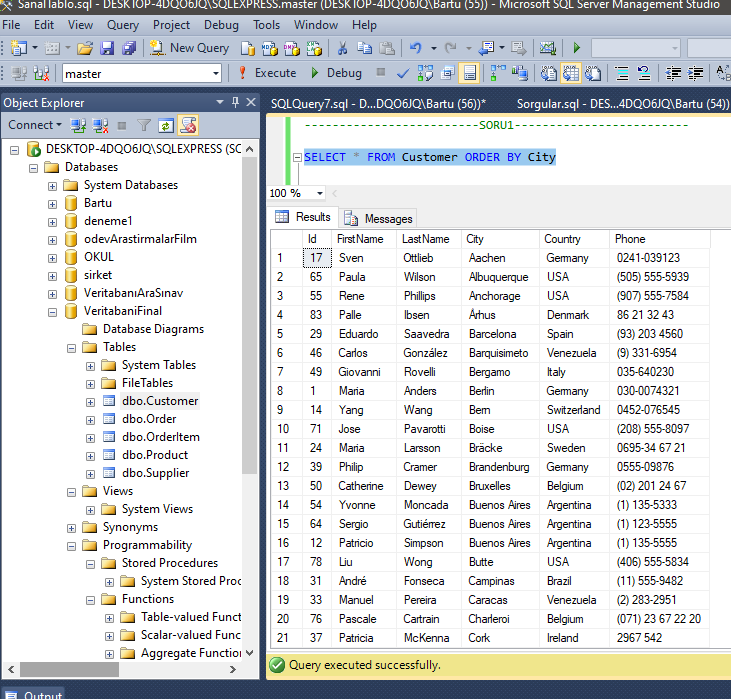 SanalTablo.sql - DESKTOP-4DQO6JQ\SQLEXPRESS.master (DESKTOP-4DQO6JQ\Bartu (55)) - Microsoft SQL Server Management Studio
File Edit View Query Project Debug Tools Window Help
New Query
master Execute Debug
Object Explorer
Connect
DESKTOP-4DQO6JQ\SQLEXPRESS (SC
Databases
System Databases
Bartu
deneme1
odevArastirmalarFilm
OKUL
sirket
VeritabanıAraSınav
VeritabaniFinal
Database Diagrams
Tables
System Tables
FileTables
dbo.Customer
dbo.Order
dbo.OrderItem
dbo.Product
dbo.Supplier
Views
System Views
Synonyms
Programmability
Stored Procedures
System Stored Proc
Functions
Table-valued Funct
Scalar-valued Func
Aggregate Function
Output
SQLQuery7.sql - D...DQO6JQ\Bartu (56))* Sorgular.sql - DES...4DQO6JQ\Bartu (54))
-------------------------SORU1-------------------------
SELECT * FROM Customer ORDER BY City
100 %
Results Messages
Id FirstName LastName City Country Phone
1 17 Sven Ottlieb Aachen Germany 0241-039123
2 65 Paula Wilson Albuquerque USA (505) 555-5939
3 55 Rene Phillips Anchorage USA (907) 555-7584
4 83 Palle Ibsen Århus Denmark 86 21 32 43
5 29 Eduardo Saavedra Barcelona Spain (93) 203 4560
6 46 Carlos González Barquisimeto Venezuela (9) 331-6954
7 49 Giovanni Rovelli Bergamo Italy 035-640230
8 1 Maria Anders Berlin Germany 030-0074321
9 14 Yang Wang Bern Switzerland 0452-076545
10 71 Jose Pavarotti Boise USA (208) 555-8097
11 24 Maria Larsson Bräcke Sweden 0695-34 67 21
12 39 Philip Cramer Brandenburg Germany 0555-09876
13 50 Catherine Dewey Bruxelles Belgium (02) 201 24 67
14 54 Yvonne Moncada Buenos Aires Argentina (1) 135-5333
15 64 Sergio Gutiérrez Buenos Aires Argentina (1) 123-5555
16 12 Patricio Simpson Buenos Aires Argentina (1) 135-5555
17 78 Liu Wong Butte USA (406) 555-5834
18 31 André Fonseca Campinas Brazil (11) 555-9482
19 33 Manuel Pereira Caracas Venezuela (2) 283-2951
20 76 Pascale Cartrain Charleroi Belgium (071) 23 67 22 20
21 37 Patricia McKenna Cork Ireland 2967 542
Query executed successfully.